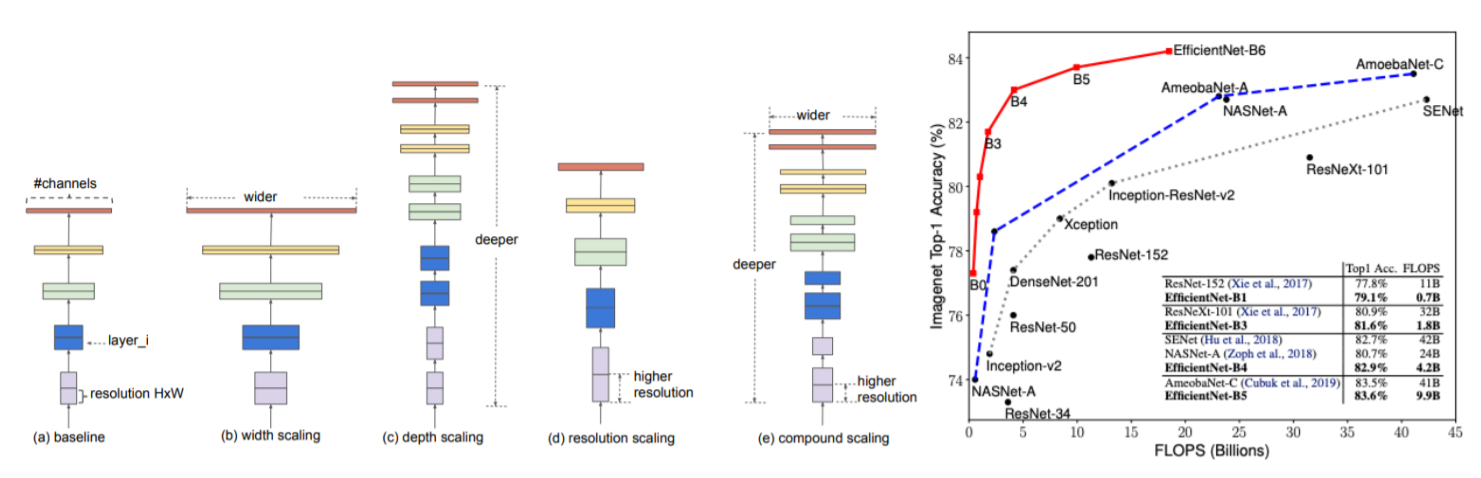 #channels
layer_i
resolution HxW
(a) baseline
wider
(b) width scaling
deeper
(c) depth scaling
higher
resolution
(d) resolution scaling
wider
deeper
higher
resolution
(e) compound scaling
Imagenet Top-1 Accuracy (%)
84
82
80
78
76
74
EfficientNet-B6
B5
B4
B3
B0
AmoebaNet-C
AmeobaNet-A
NASNet-A
SENet
ResNeXt-101
Inception-ResNet-v2
Xception
ResNet-152
DenseNet-201
ResNet-50
Inception-v2
NASNet-A
ResNet-34
Top1 Acc. FLOPS
ResNet-152 (Xie et al., 2017) 77.8% 11B
EfficientNet-B1 79.1% 0.7B
ResNeXt-101 (Xie et al., 2017) 80.9% 32B
EfficientNet-B3 81.6% 1.8B
SENet (Hu et al., 2018) 82.7% 42B
NASNet-A (Zoph et al., 2018) 80.7% 24B
EfficientNet-B4 82.9% 4.2B
AmeobaNet-C (Cubuk et al., 2019) 83.5% 41B
EfficientNet-B5 83.6% 9.9B
0 5 10 15 20 25 30 35 40 45
FLOPS (Billions)